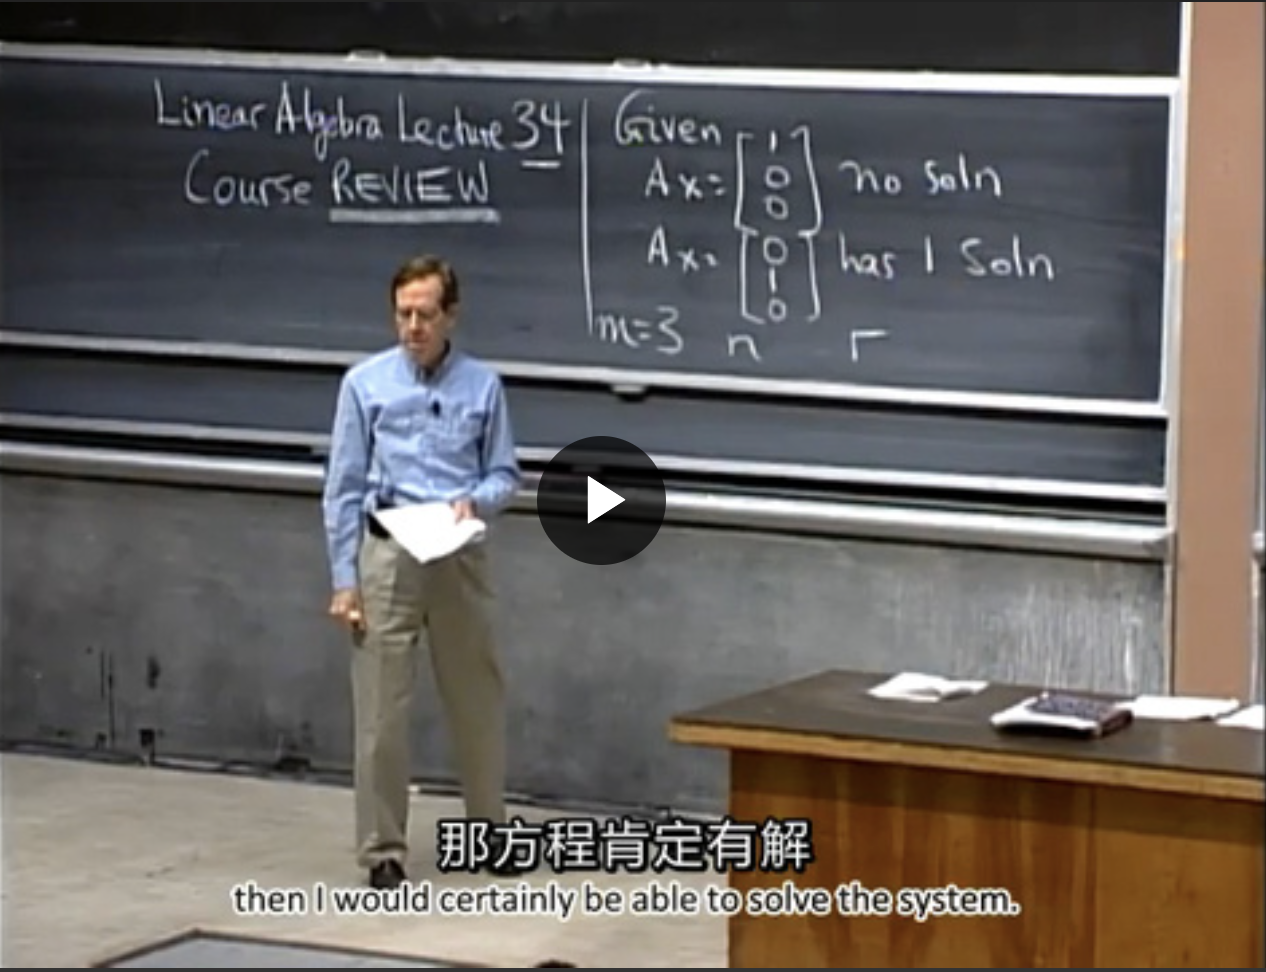 Linear Algebra Lecture 34
Course REVIEW
Given
Ax = [1 0 0] no soln
Ax = [0 1 0] has 1 Soln
m=3 n r
那方程肯定有解
then I would certainly be able to solve the system.